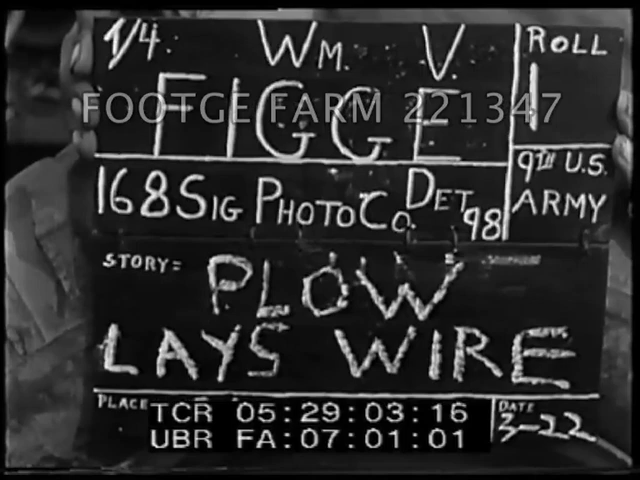 T/4. WM. V. ROLL
FIGGE 1
FOOTGE FARM 221347
9TH U.S.
ARMY
168 SIG PHOTO CO. DET 98
STORY=
PLOW
LAYS WIRE
PLACE
DATE
3-22
TCR 05:29:03:16
UBR FA:07:01:01